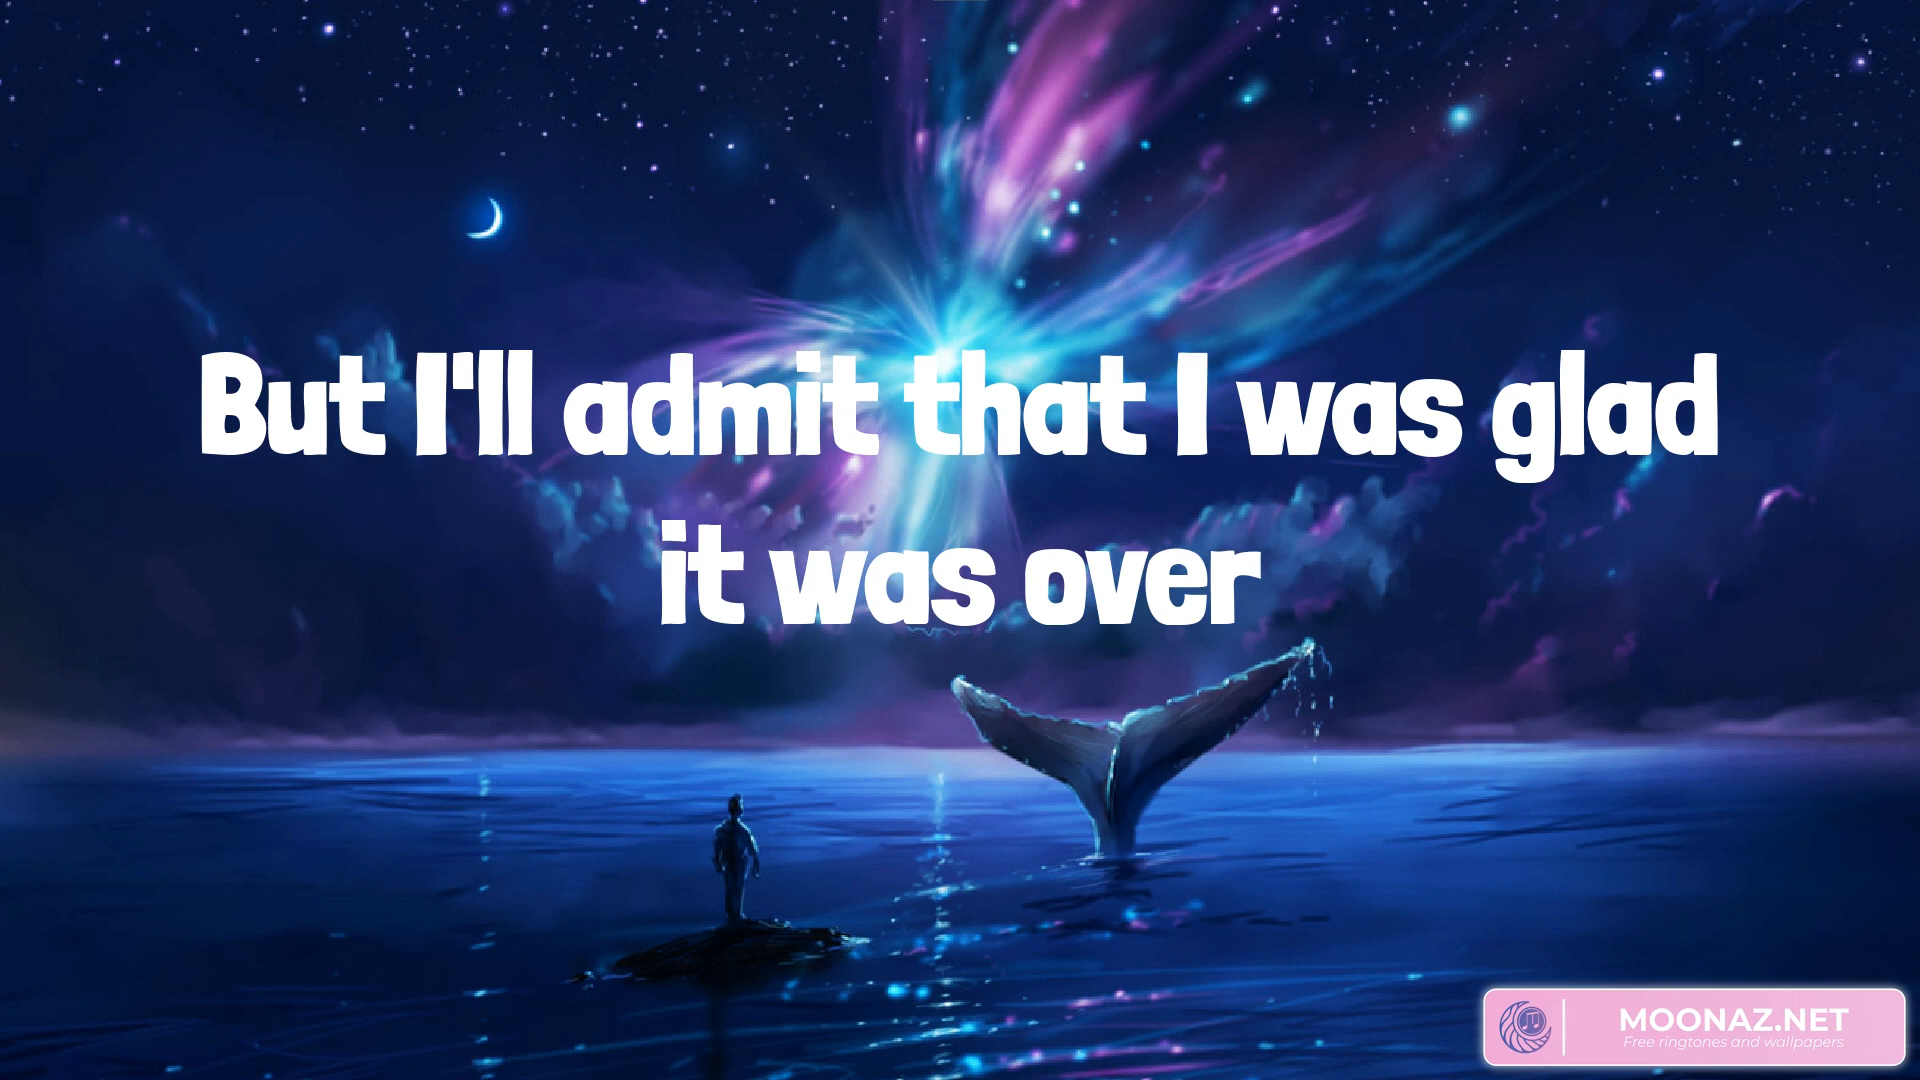 But I'll admit that I was glad
it was over
MOONAZ.NET
Free ringtones and wallpapers